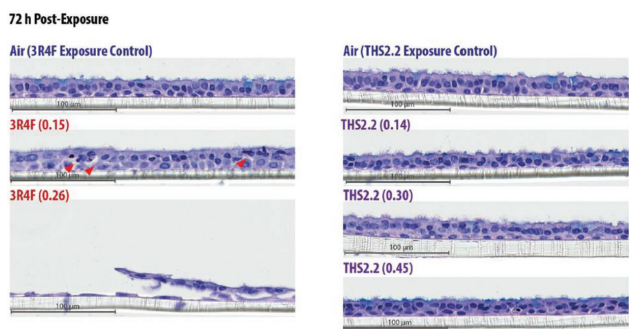 72 h Post-Exposure
Air (3R4F Exposure Control)
100 µm
3R4F (0.15)
100 µm
3R4F (0.26)
100 µm
Air (THS2.2 Exposure Control)
100 µm
THS2.2 (0.14)
100 µm
THS2.2 (0.30)
100 µm
THS2.2 (0.45)
100 µm